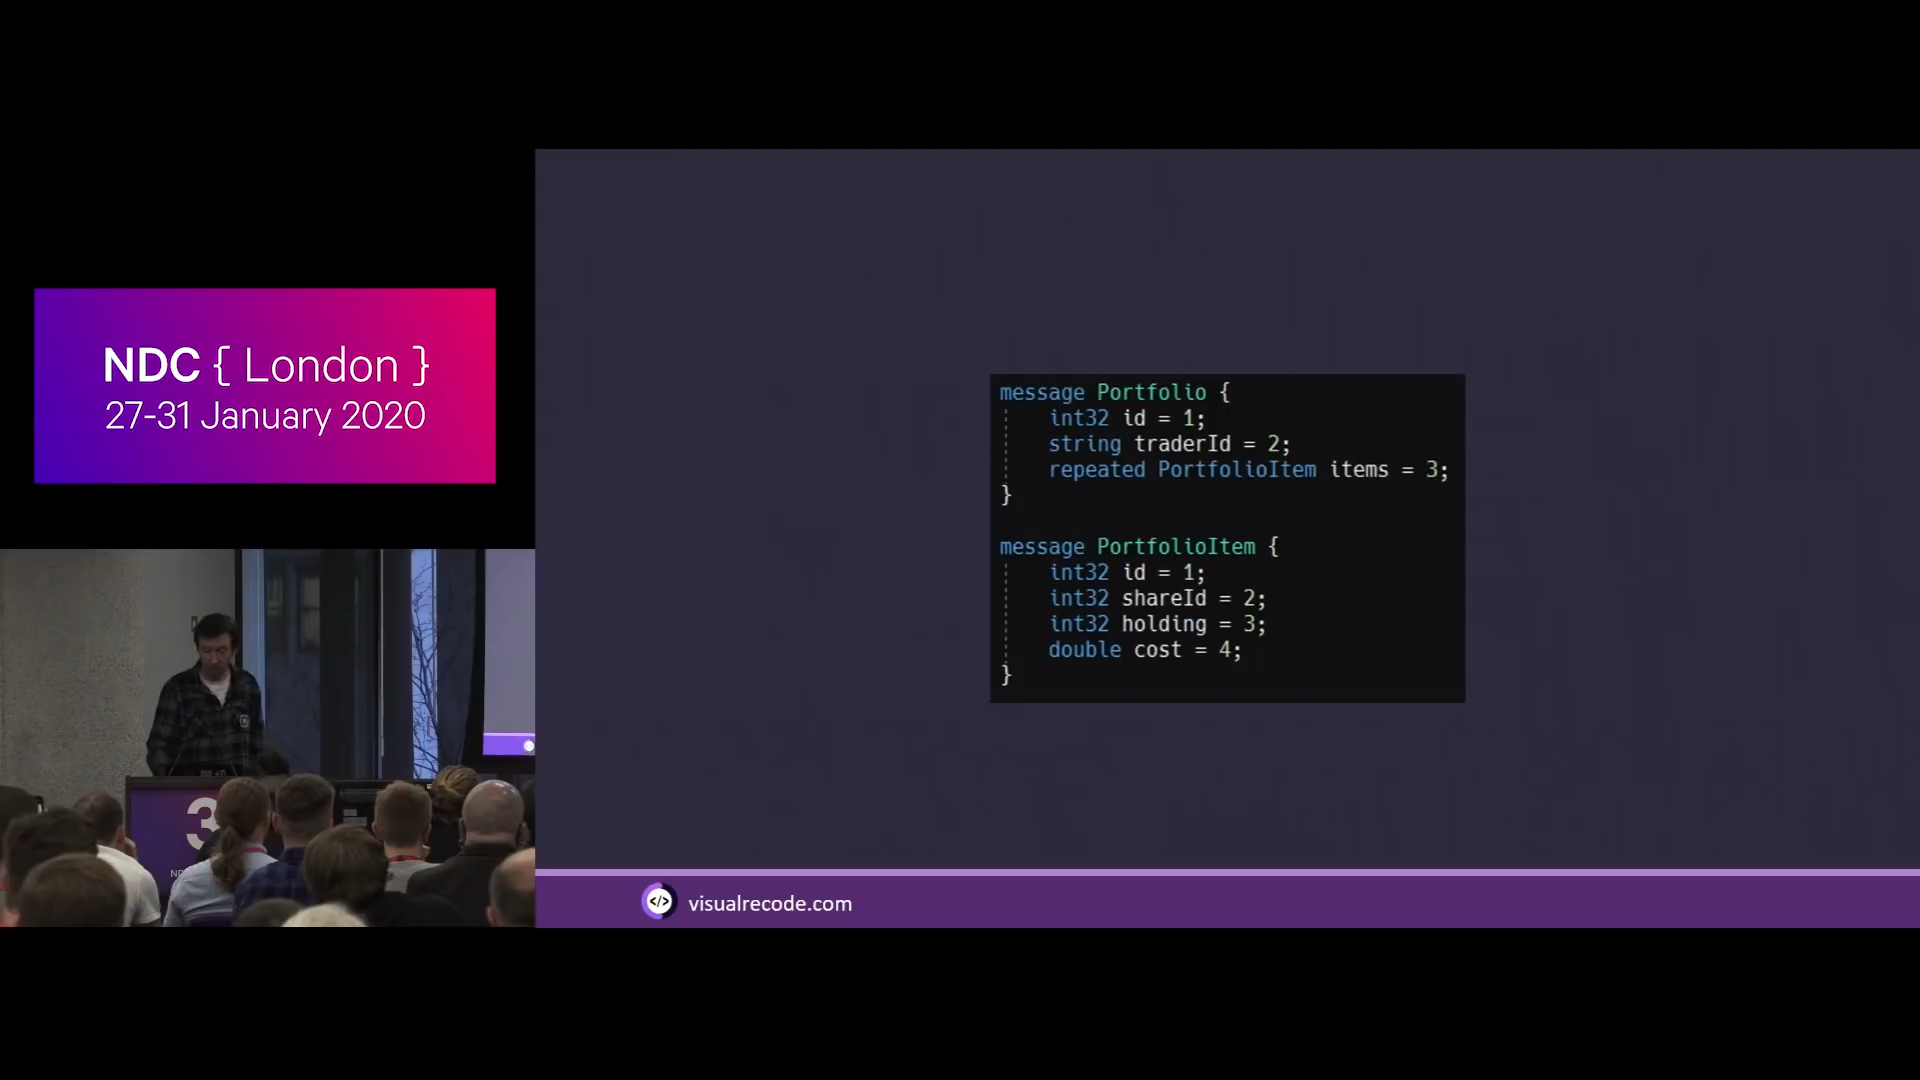 NDC { London }
27-31 January 2020
message Portfolio {
int32 id = 1;
string traderId = 2;
repeated PortfolioItem items = 3;
}
message PortfolioItem {
int32 id = 1;
int32 shareId = 2;
int32 holding = 3;
double cost = 4;
}
3
</> visualrecode.com